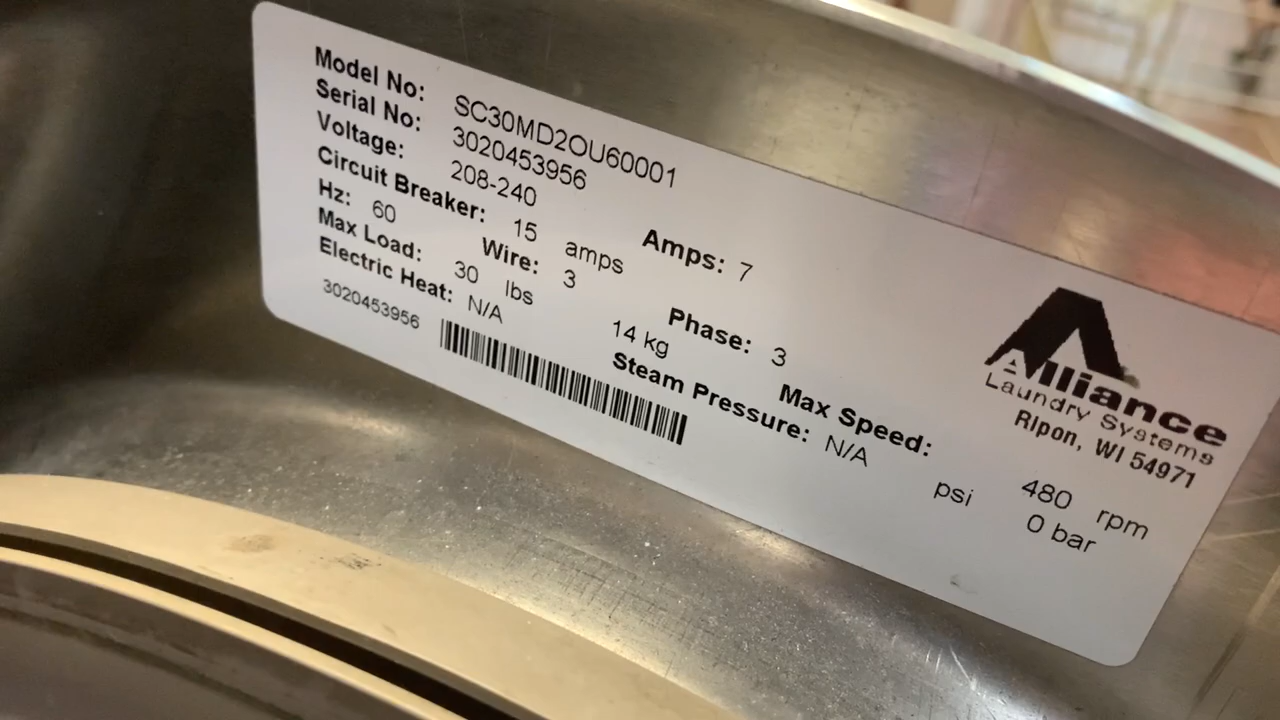 Model No: SC30MD2OU60001
Serial No: 3020453956
Voltage: 208-240
Circuit Breaker: 15 amps Amps: 7
Hz: 60 Wire: 3 Phase: 3
Max Load: 30 lbs 14 kg Max Speed: 480 rpm
Electric Heat: N/A Steam Pressure: N/A psi 0 bar
3020453956
Alliance
Laundry Systems
Ripon, WI 54971